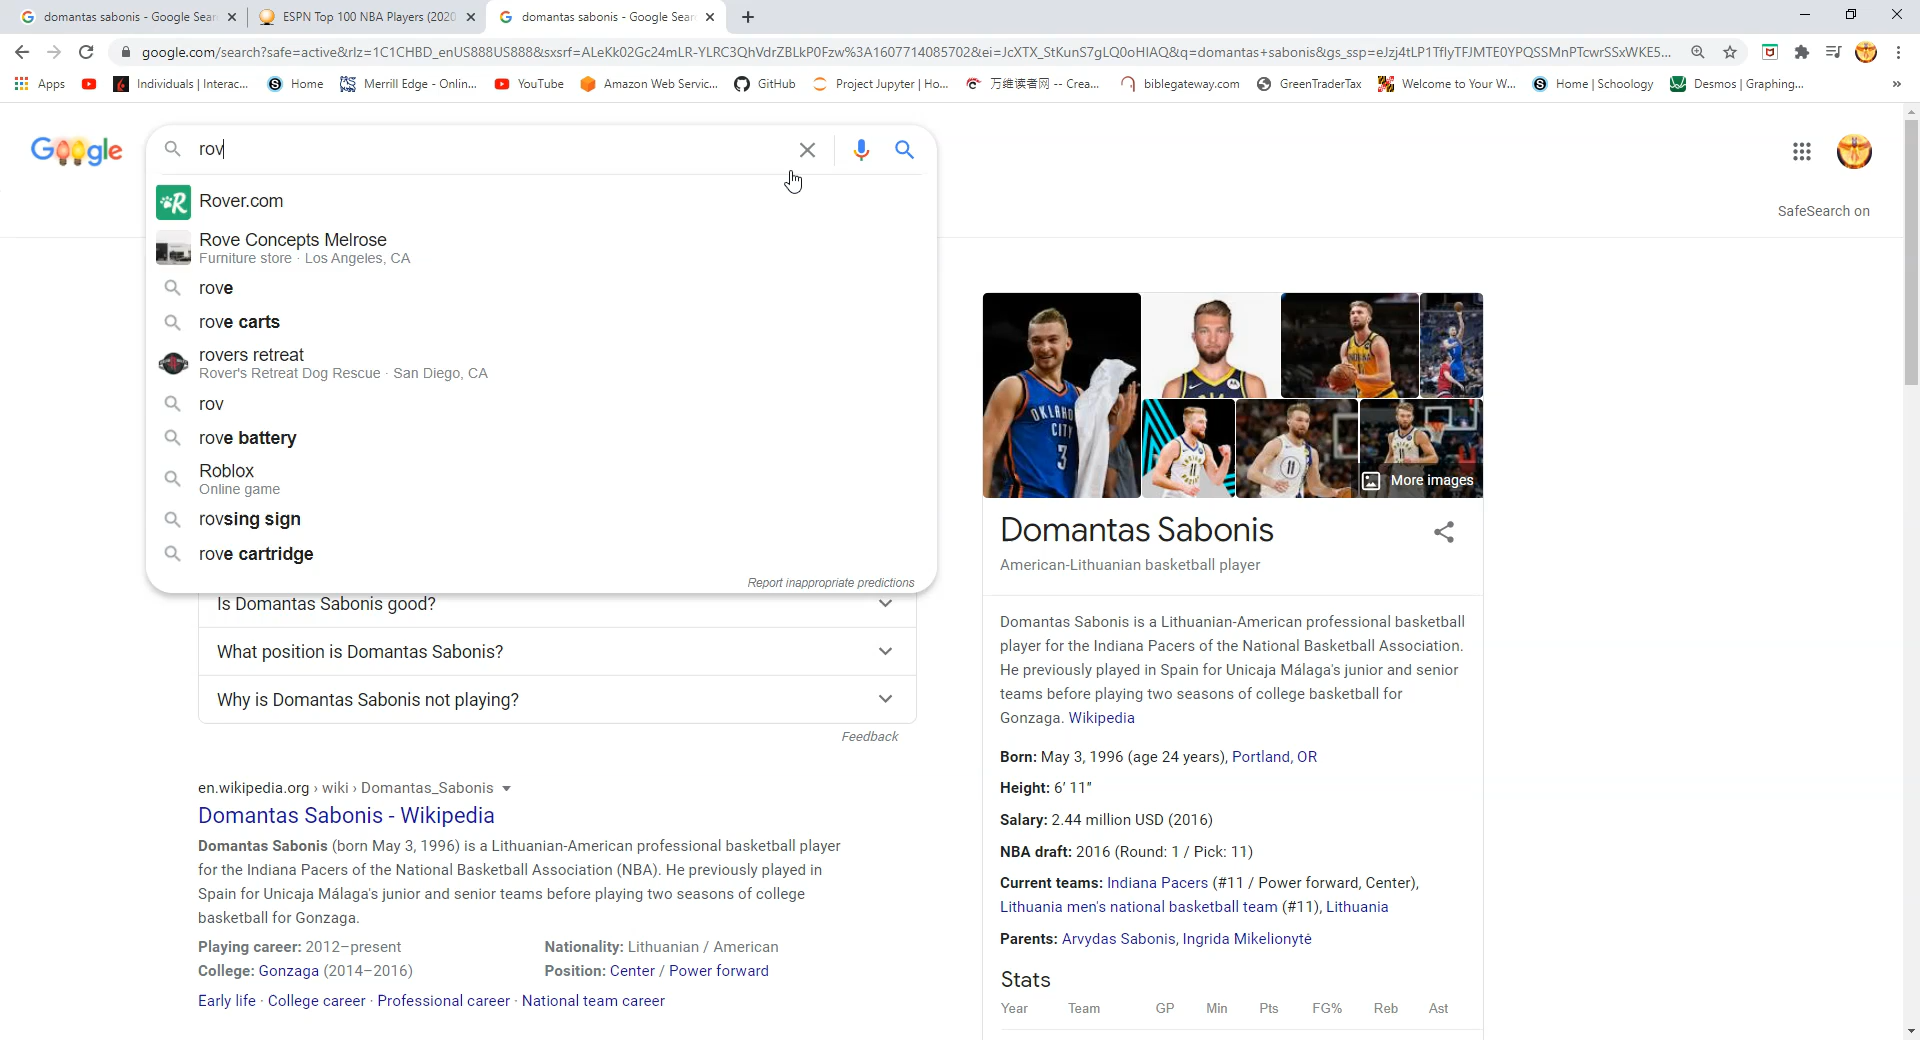 domantas sabonis - Google Sear
ESPN Top 100 NBA Players (2020
domantas sabonis - Google Sear
google.com/search?safe=active&rlz=1C1CHBD_enUS888US888&sxsrf=ALeKk02Gc24mLR-YLRC3QhVdrZBLkP0Fzw%3A1607714085702&ei=JcXTX_StKunS7gLQ0oHIAQ&q=domantas+sabonis&gs_ssp=eJzj4tLP1TflyTFJMTE0YPQSSMnPTcwrSSxWKE5...
Apps
Individuals | Interac...
Home
Merrill Edge - Onlin...
YouTube
Amazon Web Servic...
GitHub
Project Jupyter | Ho...
万维读者网 -- Crea...
biblegateway.com
GreenTraderTax
Welcome to Your W...
Home | Schoology
Desmos | Graphing...
»
Google
rov
Rover.com
Rove Concepts Melrose
Furniture store · Los Angeles, CA
rove
rove carts
rovers retreat
Rover's Retreat Dog Rescue · San Diego, CA
rov
rove battery
Roblox
Online game
rovsing sign
rove cartridge
Report inappropriate predictions
SafeSearch on
Is Domantas Sabonis good?
What position is Domantas Sabonis?
Why is Domantas Sabonis not playing?
Feedback
en.wikipedia.org › wiki › Domantas_Sabonis
Domantas Sabonis - Wikipedia
Domantas Sabonis (born May 3, 1996) is a Lithuanian-American professional basketball player
for the Indiana Pacers of the National Basketball Association (NBA). He previously played in
Spain for Unicaja Málaga's junior and senior teams before playing two seasons of college
basketball for Gonzaga.
Playing career: 2012–present
Nationality: Lithuanian / American
College: Gonzaga (2014–2016)
Position: Center / Power forward
Early life · College career · Professional career · National team career
OKLAHO
CITY
3
INDIANA
11
11
More images
Domantas Sabonis
American-Lithuanian basketball player
Domantas Sabonis is a Lithuanian-American professional basketball
player for the Indiana Pacers of the National Basketball Association.
He previously played in Spain for Unicaja Málaga's junior and senior
teams before playing two seasons of college basketball for
Gonzaga. Wikipedia
Born: May 3, 1996 (age 24 years), Portland, OR
Height: 6′ 11″
Salary: 2.44 million USD (2016)
NBA draft: 2016 (Round: 1 / Pick: 11)
Current teams: Indiana Pacers (#11 / Power forward, Center),
Lithuania men's national basketball team (#11), Lithuania
Parents: Arvydas Sabonis, Ingrida Mikelionytė
Stats
Year Team GP Min Pts FG% Reb Ast